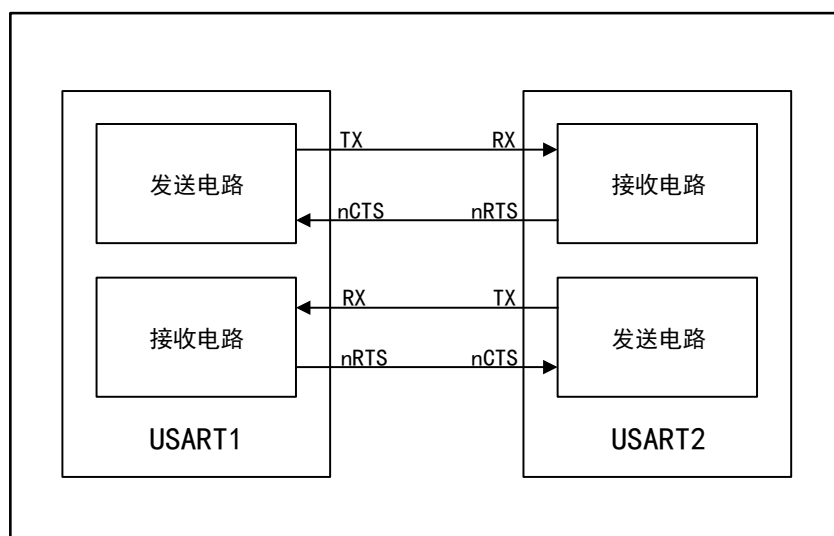 TX RX
发送电路 接收电路
nCTS nRTS
RX TX
接收电路 发送电路
nRTS nCTS
USART1 USART2